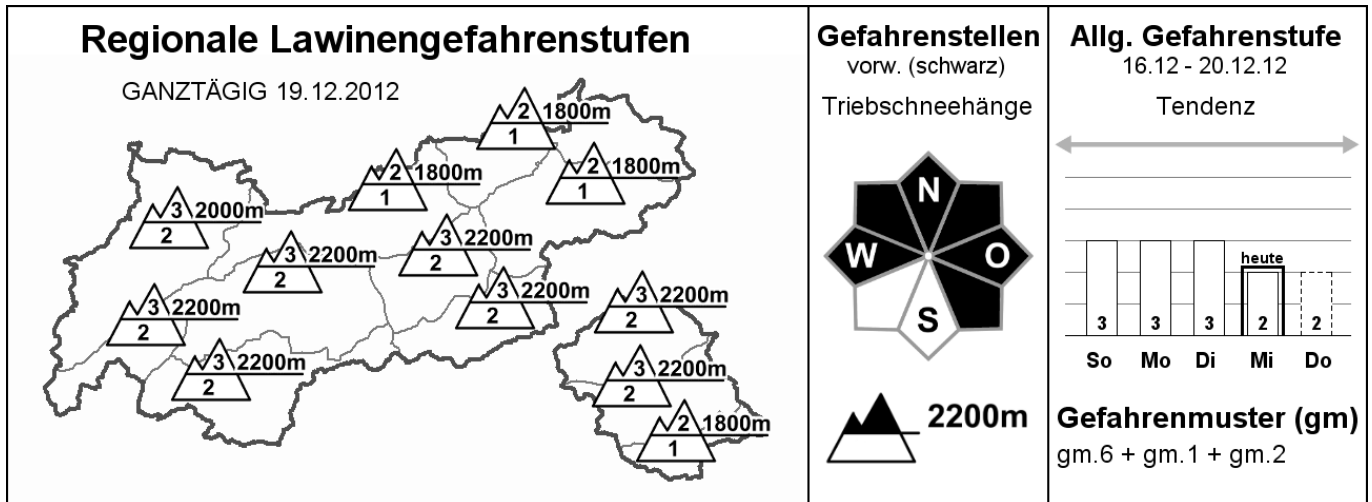 Regionale Lawinengefahrenstufen
GANZTÄGIG 19.12.2012
2 1800m
1
2 1800m
1
2 1800m
1
3 2000m
2
3 2200m
2
3 2200m
2
3 2200m
2
3 2200m
2
3 2200m
2
3 2200m
2
3 2200m
2
2 1800m
1
Gefahrenstellen
vorw. (schwarz)
Triebschneehänge
N
W O
S
2200m
Allg. Gefahrenstufe
16.12 - 20.12.12
Tendenz
heute
3 3 3 2 2
So Mo Di Mi Do
Gefahrenmuster (gm)
gm.6 + gm.1 + gm.2